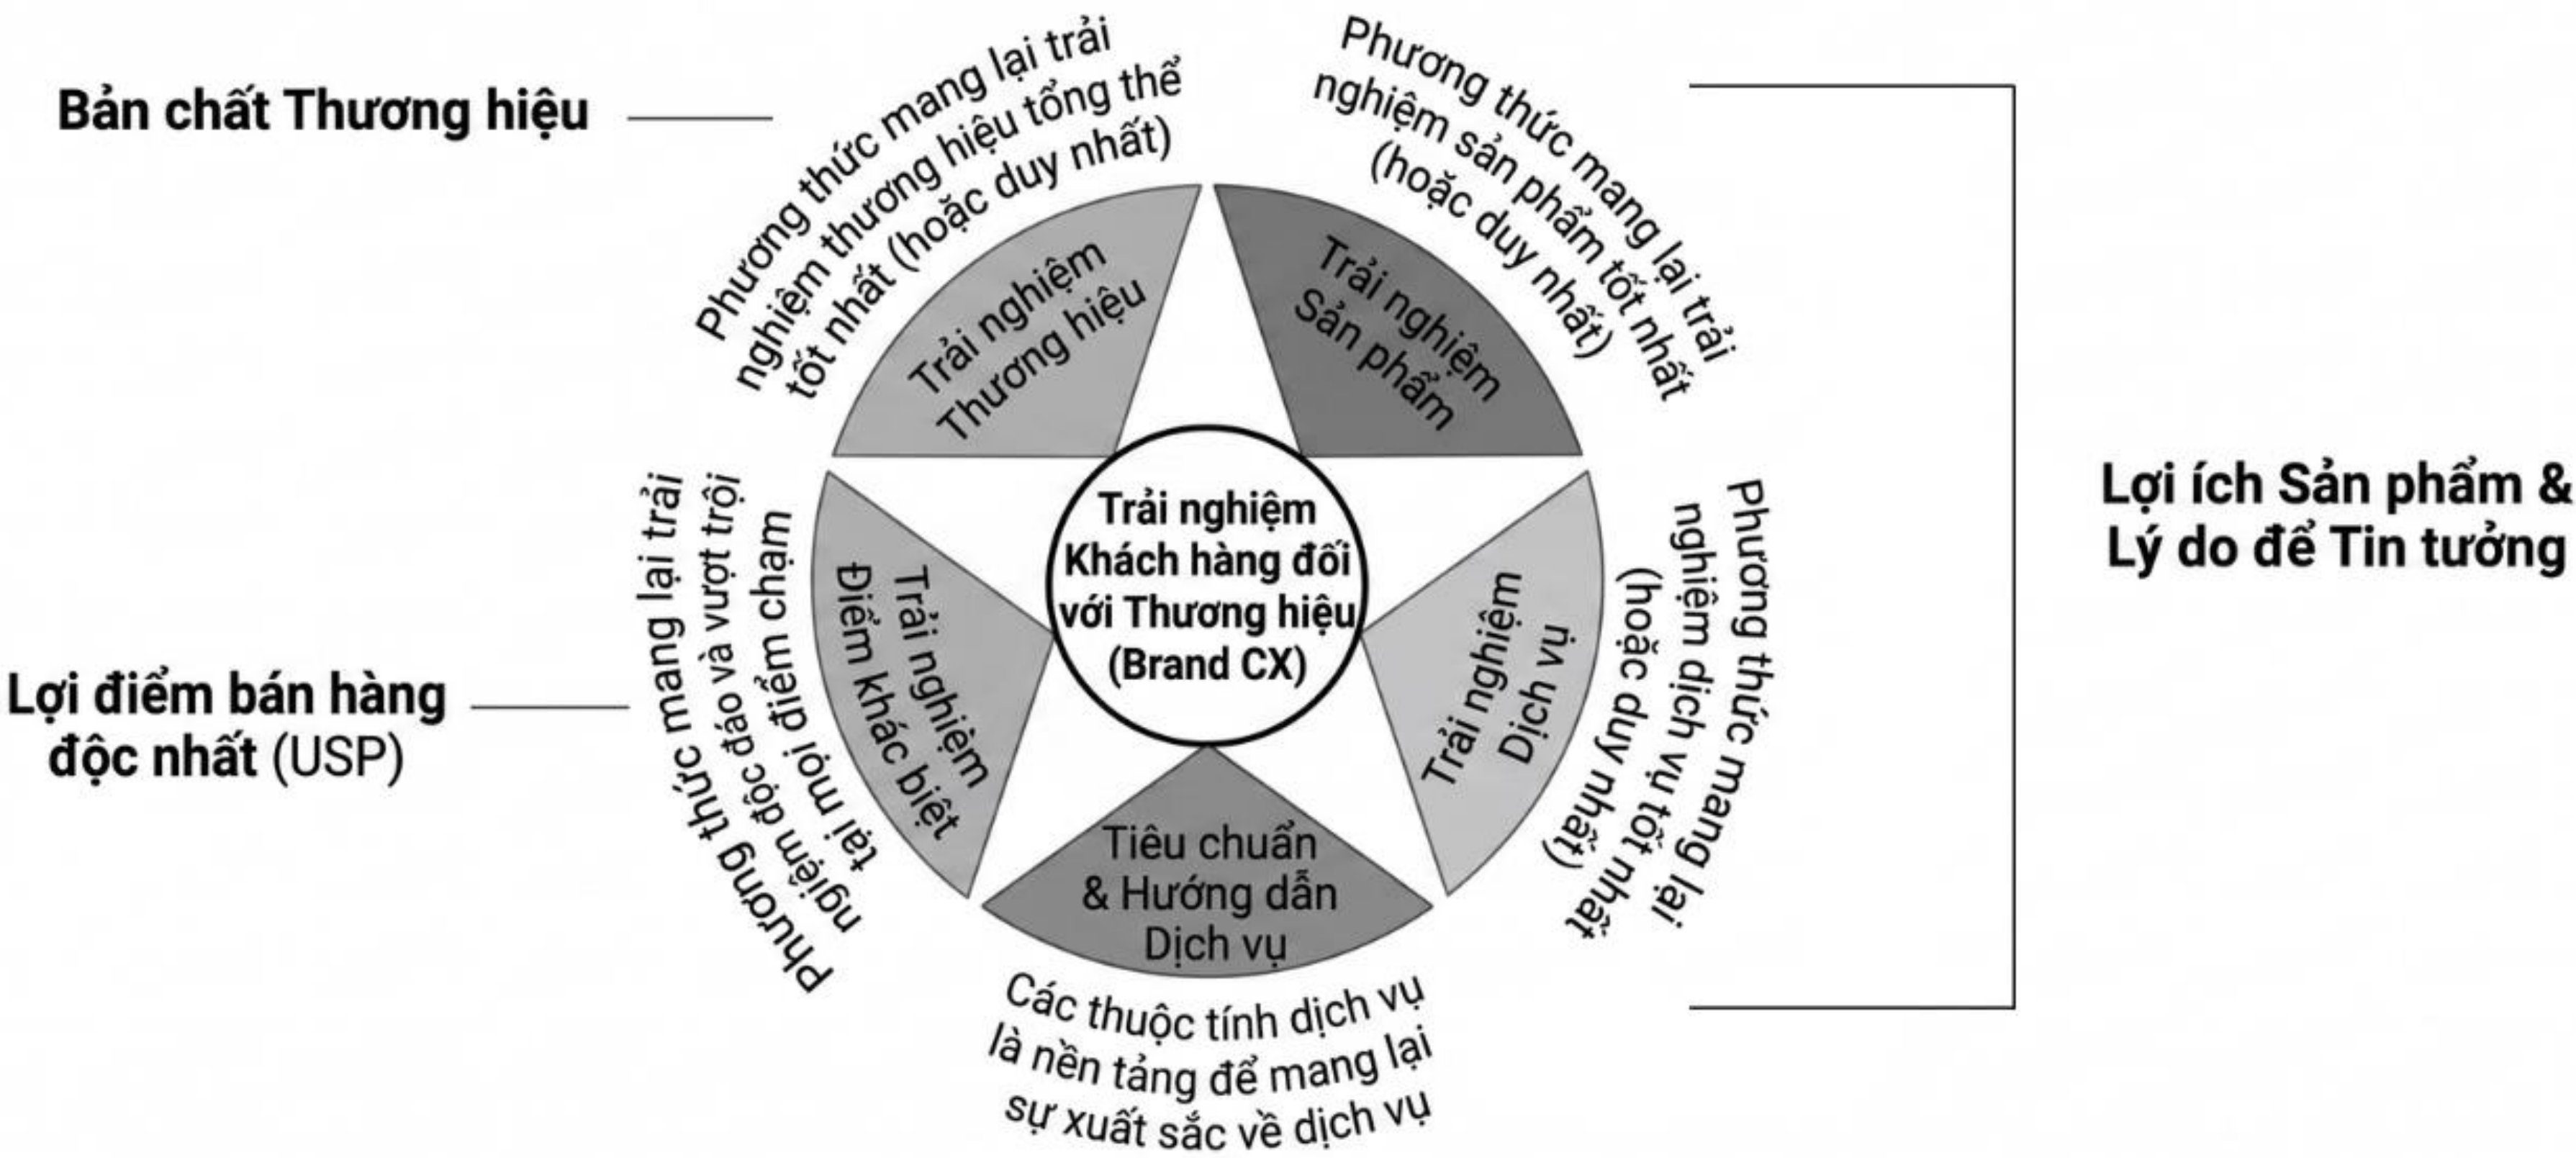 Bản chất Thương hiệu
Phương thức mang lại trải
nghiệm thương hiệu tổng thể
tốt nhất (hoặc duy nhất)
Trải nghiệm
Thương hiệu
Phương thức mang lại trải
nghiệm sản phẩm tốt nhất
(hoặc duy nhất)
Trải nghiệm
Sản phẩm
Trải nghiệm
Khách hàng đối
với Thương hiệu
(Brand CX)
Phương thức mang lại
nghiệm dịch vụ tốt nhất
(hoặc duy nhất)
Trải nghiệm
Dịch vụ
Lợi ích Sản phẩm &
Lý do để Tin tưởng
Tiêu chuẩn
& Hướng dẫn
Dịch vụ
Các thuộc tính dịch vụ
là nền tảng để mang lại
sự xuất sắc về dịch vụ
Lợi điểm bán hàng
độc nhất (USP)
Phương thức mang lại trải
nghiệm độc đáo và vượt trội
tại mọi điểm chạm
Trải nghiệm
Điểm khác biệt